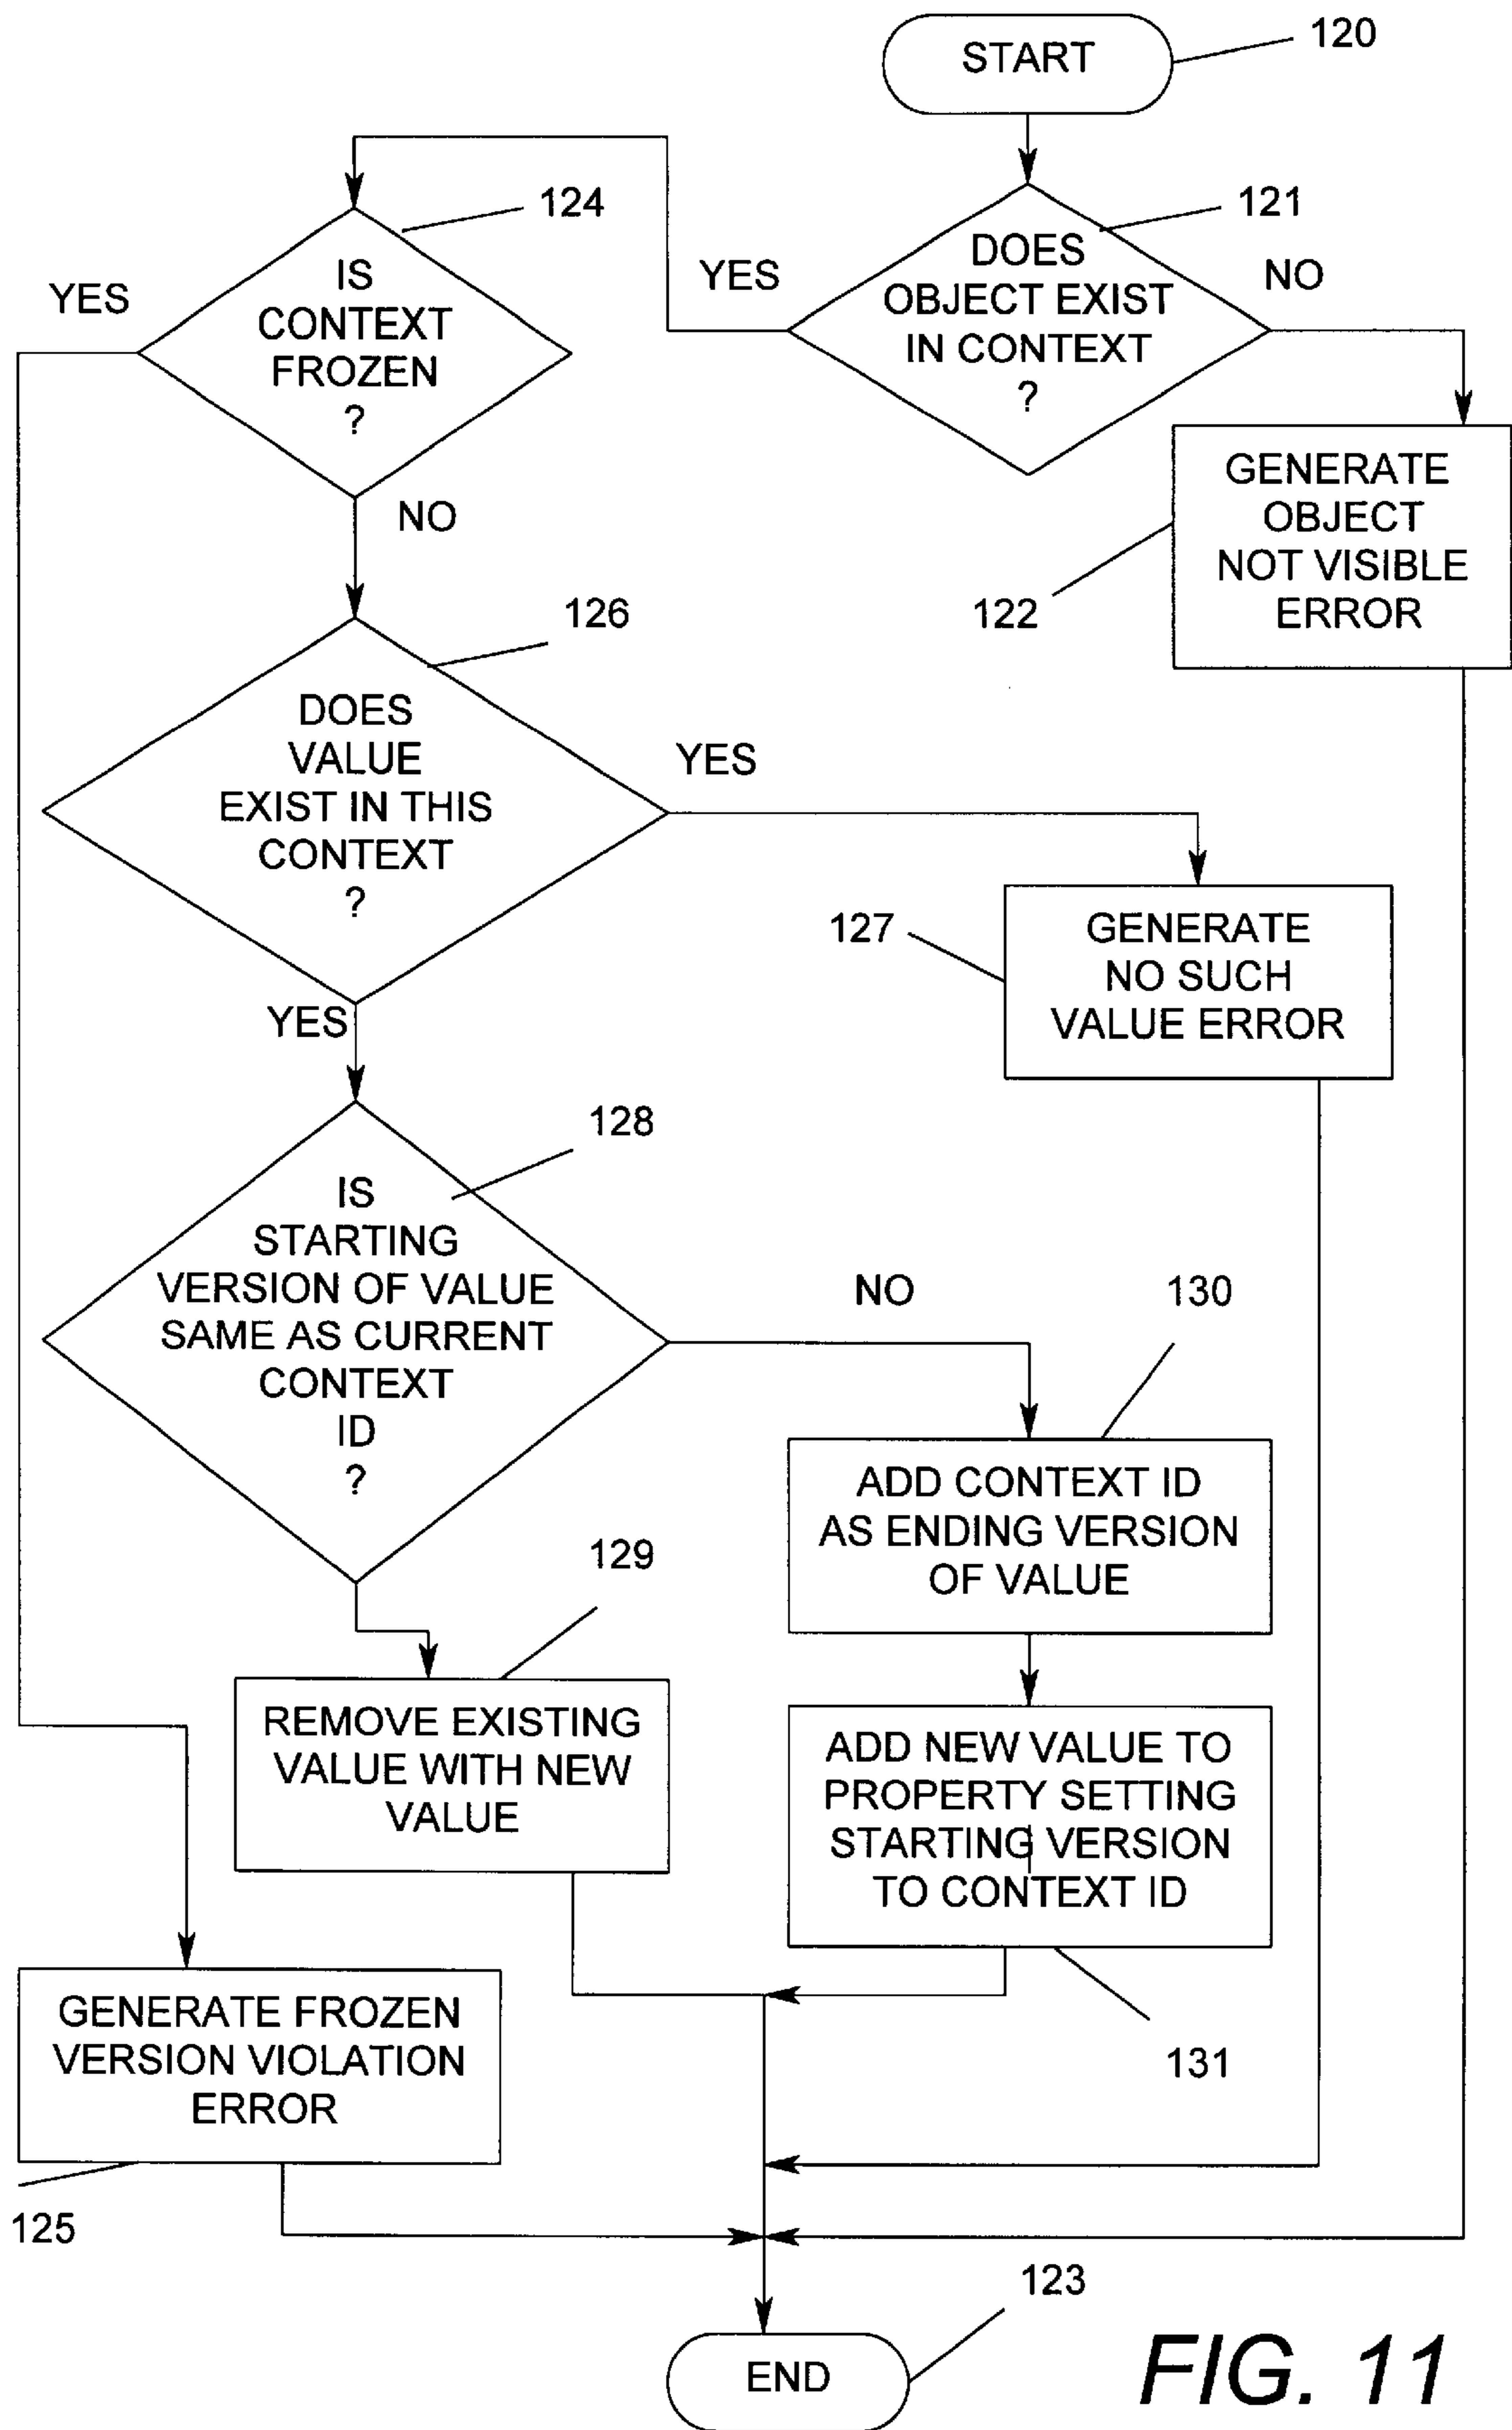 START
120
124
121
IS
CONTEXT
FROZEN
?
YES
DOES
OBJECT EXIST
IN CONTEXT
?
YES
NO
NO
GENERATE
OBJECT
NOT VISIBLE
ERROR
122
126
DOES
VALUE
EXIST IN THIS
CONTEXT
?
YES
YES
GENERATE
NO SUCH
VALUE ERROR
127
128
IS
STARTING
VERSION OF VALUE
SAME AS CURRENT
CONTEXT
ID
?
NO
130
ADD CONTEXT ID
AS ENDING VERSION
OF VALUE
129
REMOVE EXISTING
VALUE WITH NEW
VALUE
ADD NEW VALUE TO
PROPERTY SETTING
STARTING VERSION
TO CONTEXT ID
131
GENERATE FROZEN
VERSION VIOLATION
ERROR
125
123
END
FIG. 11